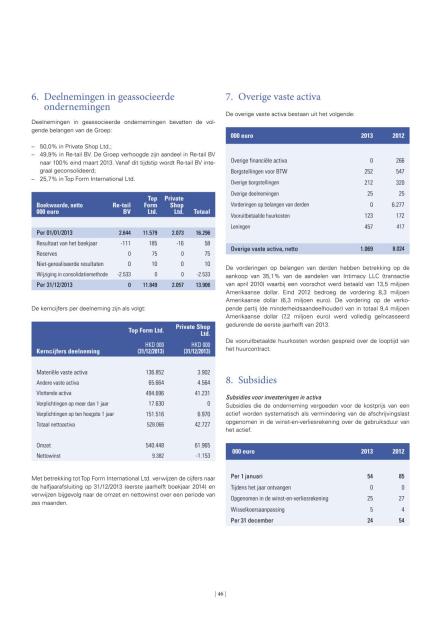 6. Deelnemingen in geassocieerde
ondernemingen
Deelnemingen in geassocieerde ondernemingen bevatten de vol-
gende belangen van de Groep:
– 50,0% in Private Shop Ltd.;
– 49,9% in Re-tail BV. De Groep verhoogde zijn aandeel in Re-tail BV
naar 100% eind maart 2013. Vanaf dit tijdstip wordt Re-tail BV inte-
graal geconsolideerd;
– 25,7% in Top Form International Ltd.
Boekwaarde, netto 000 euro | Re-tail BV | Top Form Ltd. | Private Shop Ltd. | Totaal
Per 01/01/2013 2.644 11.579 2.073 16.296
Resultaat van het boekjaar -111 185 -16 58
Reserves 0 75 0 75
Niet-gerealiseerde resultaten 0 10 0 10
Wijziging in consolidatiemethode -2.533 0 0 -2.533
Per 31/12/2013 0 11.849 2.057 13.906
De kerncijfers per deelneming zijn als volgt:
Top Form Ltd. Private Shop Ltd.
Kerncijfers deelneming HKD 000 (31/12/2013) HKD 000 (31/12/2013)
Materiële vaste activa 136.852 3.902
Andere vaste activa 65.664 4.564
Vlottende activa 494.696 41.231
Verplichtingen op meer dan 1 jaar 17.630 0
Verplichtingen op ten hoogste 1 jaar 151.516 6.970
Totaal nettoactiva 528.066 42.727
Omzet 540.448 61.965
Nettowinst 9.382 -1.153
Met betrekking tot Top Form International Ltd. verwijzen de cijfers naar
de halfjaarafsluiting op 31/12/2013 (eerste jaarhelft boekjaar 2014) en
verwijzen bijgevolg naar de omzet en nettowinst over een periode van
zes maanden.
7. Overige vaste activa
De overige vaste activa bestaan uit het volgende:
000 euro 2013 2012
Overige financiële activa 0 266
Borgstellingen voor BTW 252 547
Overige borgstellingen 212 320
Overige deelnemingen 25 25
Vorderingen op belangen van derden 0 6.277
Vooruitbetaalde huurkosten 123 172
Leningen 457 417
Overige vaste activa, netto 1.069 8.024
De vorderingen op belangen van derden hebben betrekking op de
aankoop van 35,1% van de aandelen van Intimacy LLC (transactie
van april 2010) waarbij een voorschot werd betaald van 13,5 miljoen
Amerikaanse dollar. Eind 2012 bedroeg de vordering 8,3 miljoen
Amerikaanse dollar (6,3 miljoen euro). De vordering op de verko-
pende partij (de minderheidsaandeelhouder) van in totaal 9,4 miljoen
Amerikaanse dollar (7,2 miljoen euro) werd volledig geïncasseerd
gedurende de eerste jaarhelft van 2013.
De vooruitbetaalde huurkosten worden gespreid over de looptijd van
het huurcontract.
8. Subsidies
Subsidies voor investeringen in activa
Subsidies die de onderneming vergoeden voor de kostprijs van een
actief worden systematisch als vermindering van de afschrijvingslast
opgenomen in de winst-en-verliesrekening over de gebruiksduur van
het actief.
000 euro 2013 2012
Per 1 januari 54 85
Tijdens het jaar ontvangen 0 0
Opgenomen in de winst-en-verliesrekening 25 27
Wisselkoersaanpassing 5 4
Per 31 december 24 54
| 46 |